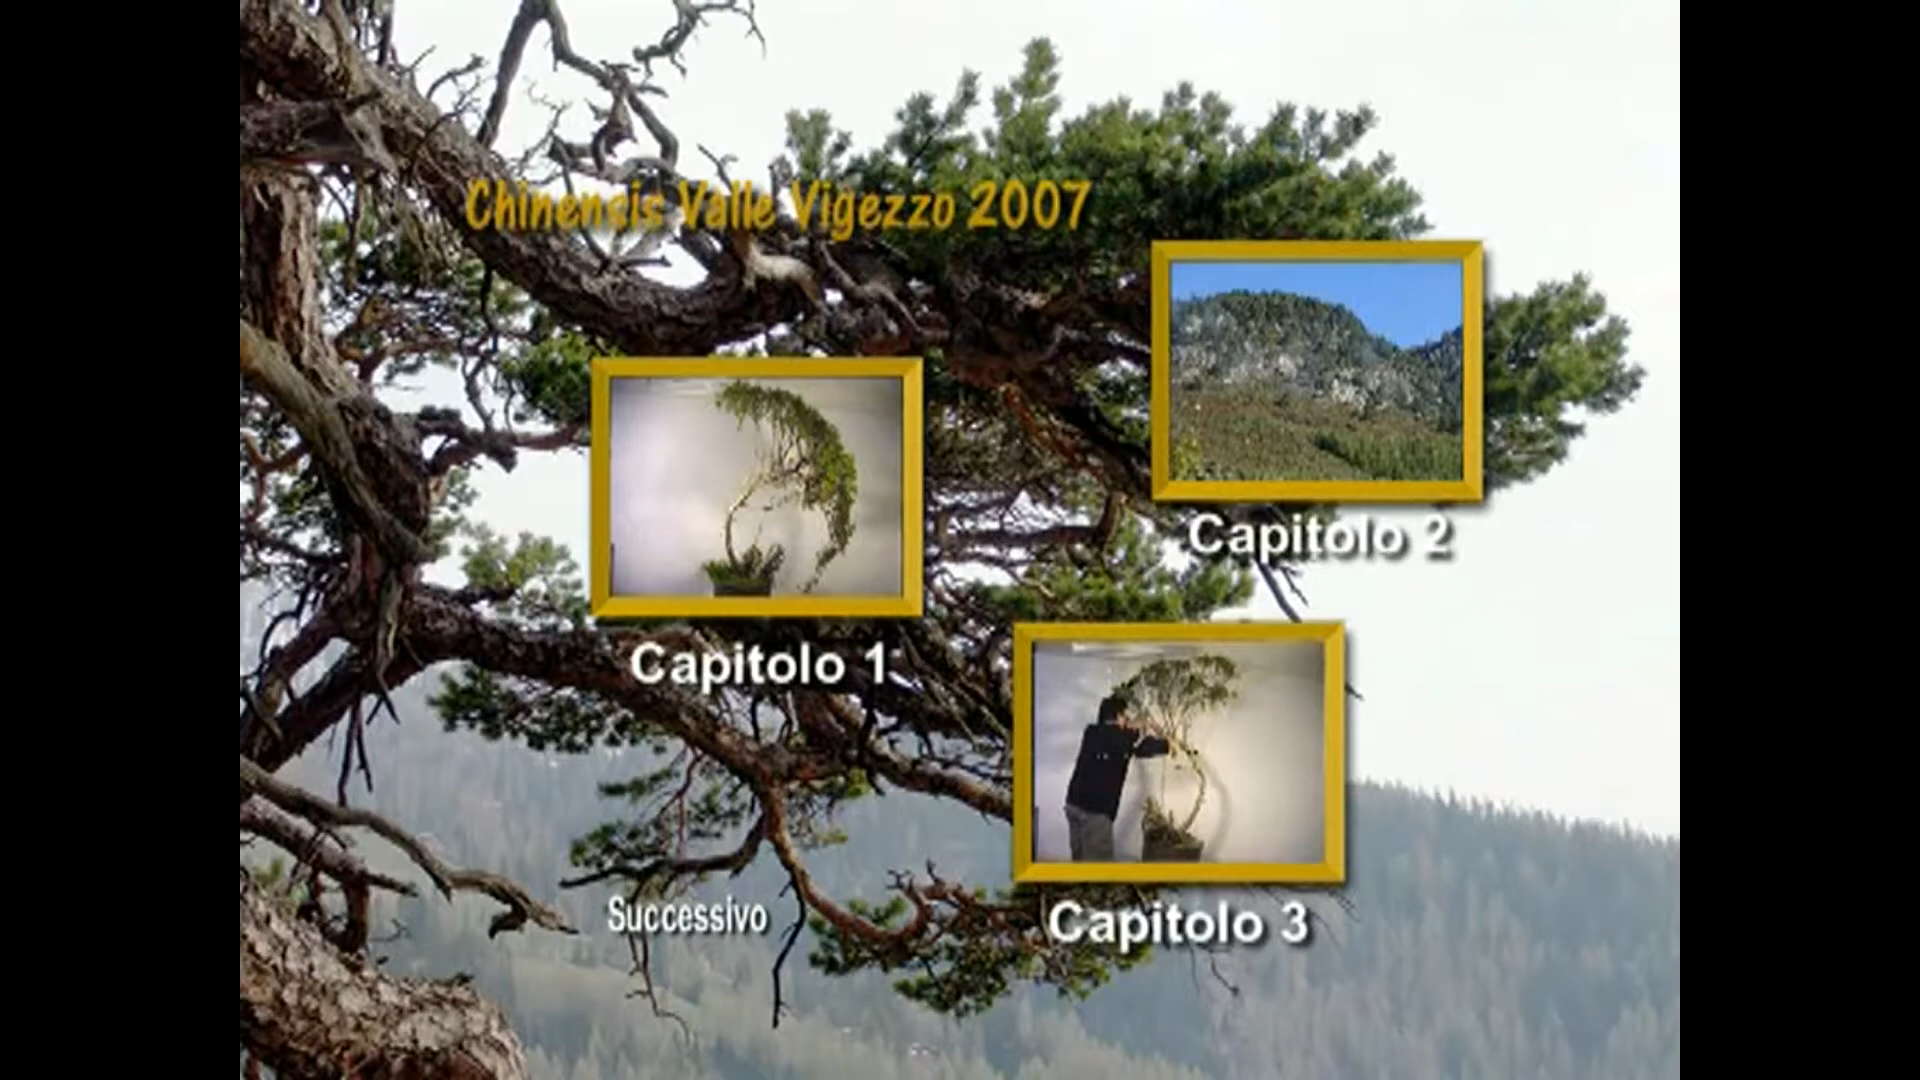 Chinensis Valle Vigezzo 2007
Capitolo 2
Capitolo 1
Successivo
Capitolo 3